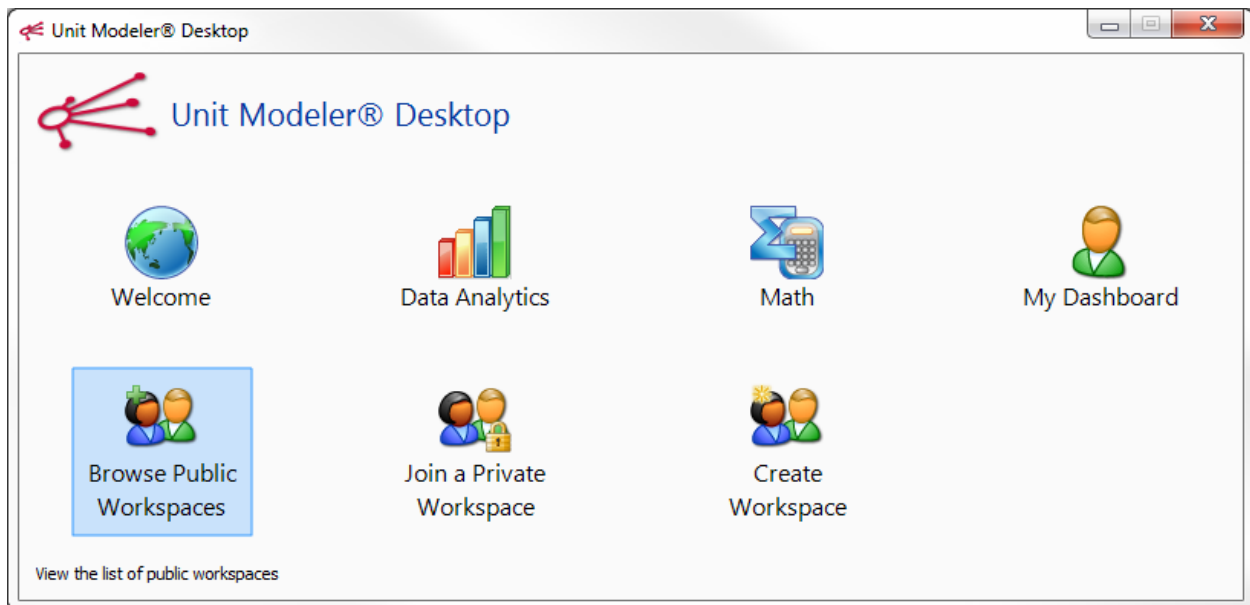 Unit Modeler® Desktop
Unit Modeler® Desktop
Welcome
Data Analytics
Math
My Dashboard
Browse Public
Workspaces
Join a Private
Workspace
Create
Workspace
View the list of public workspaces